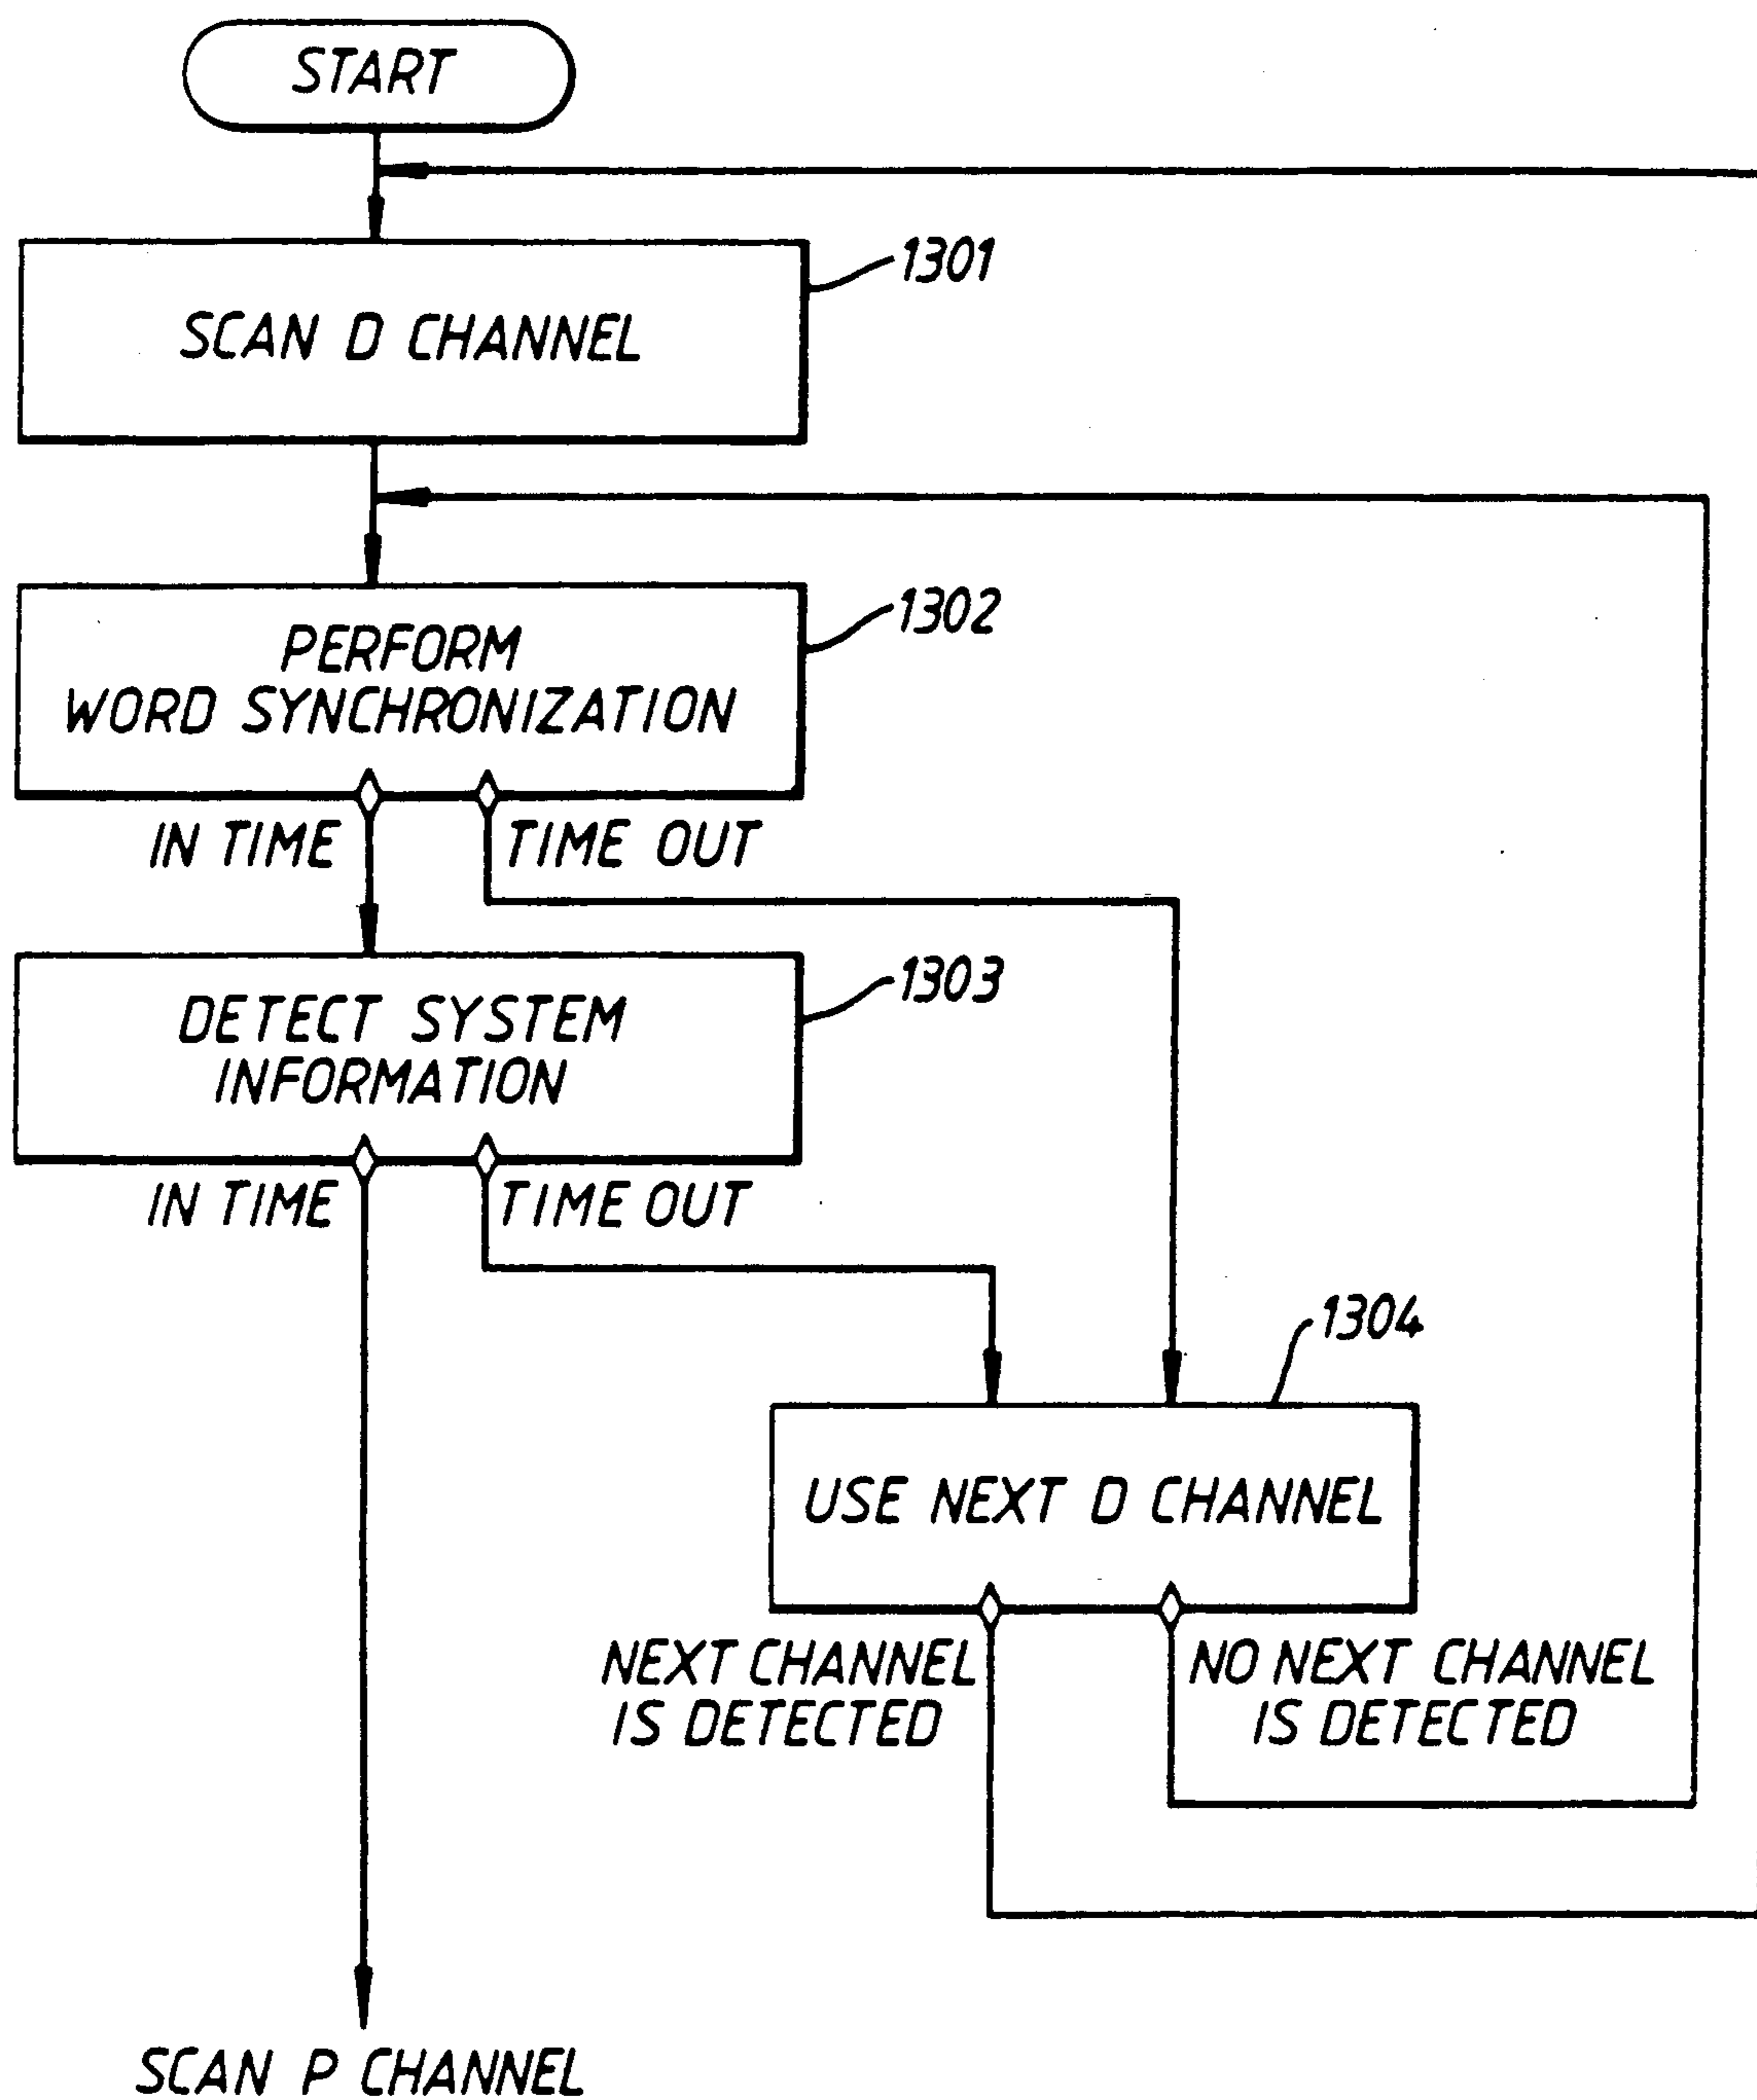 START
1301
SCAN D CHANNEL
1302
PERFORM
WORD SYNCHRONIZATION
IN TIME
TIME OUT
1303
DETECT SYSTEM
INFORMATION
IN TIME
TIME OUT
1304
USE NEXT D CHANNEL
NEXT CHANNEL
IS DETECTED
NO NEXT CHANNEL
IS DETECTED
SCAN P CHANNEL